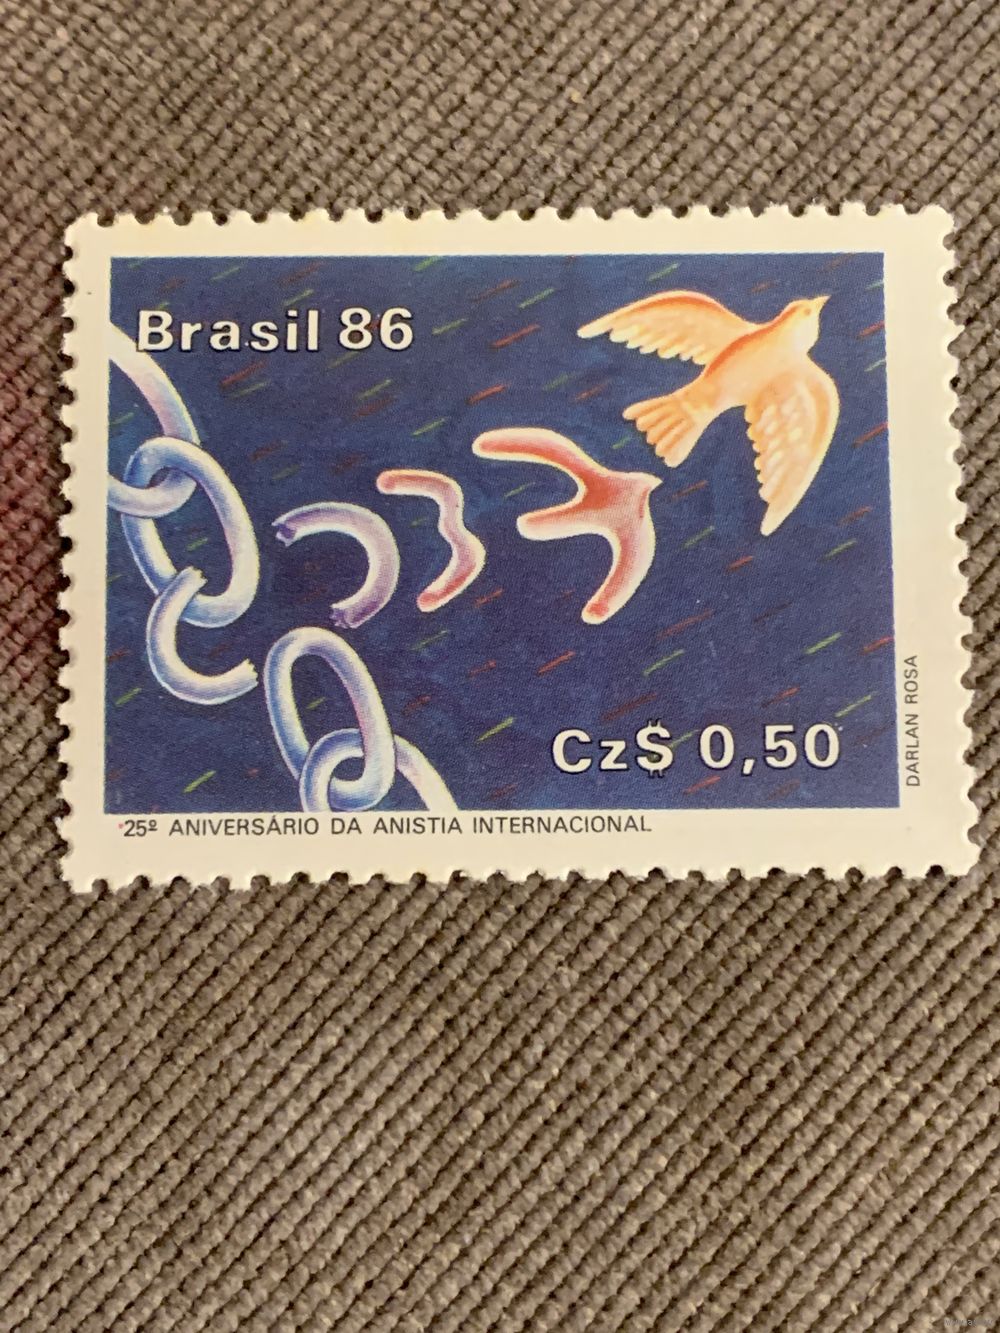 Brasil 86
Cz$ 0,50
DARLAN ROSA
25º ANIVERSÁRIO DA ANISTIA INTERNACIONAL